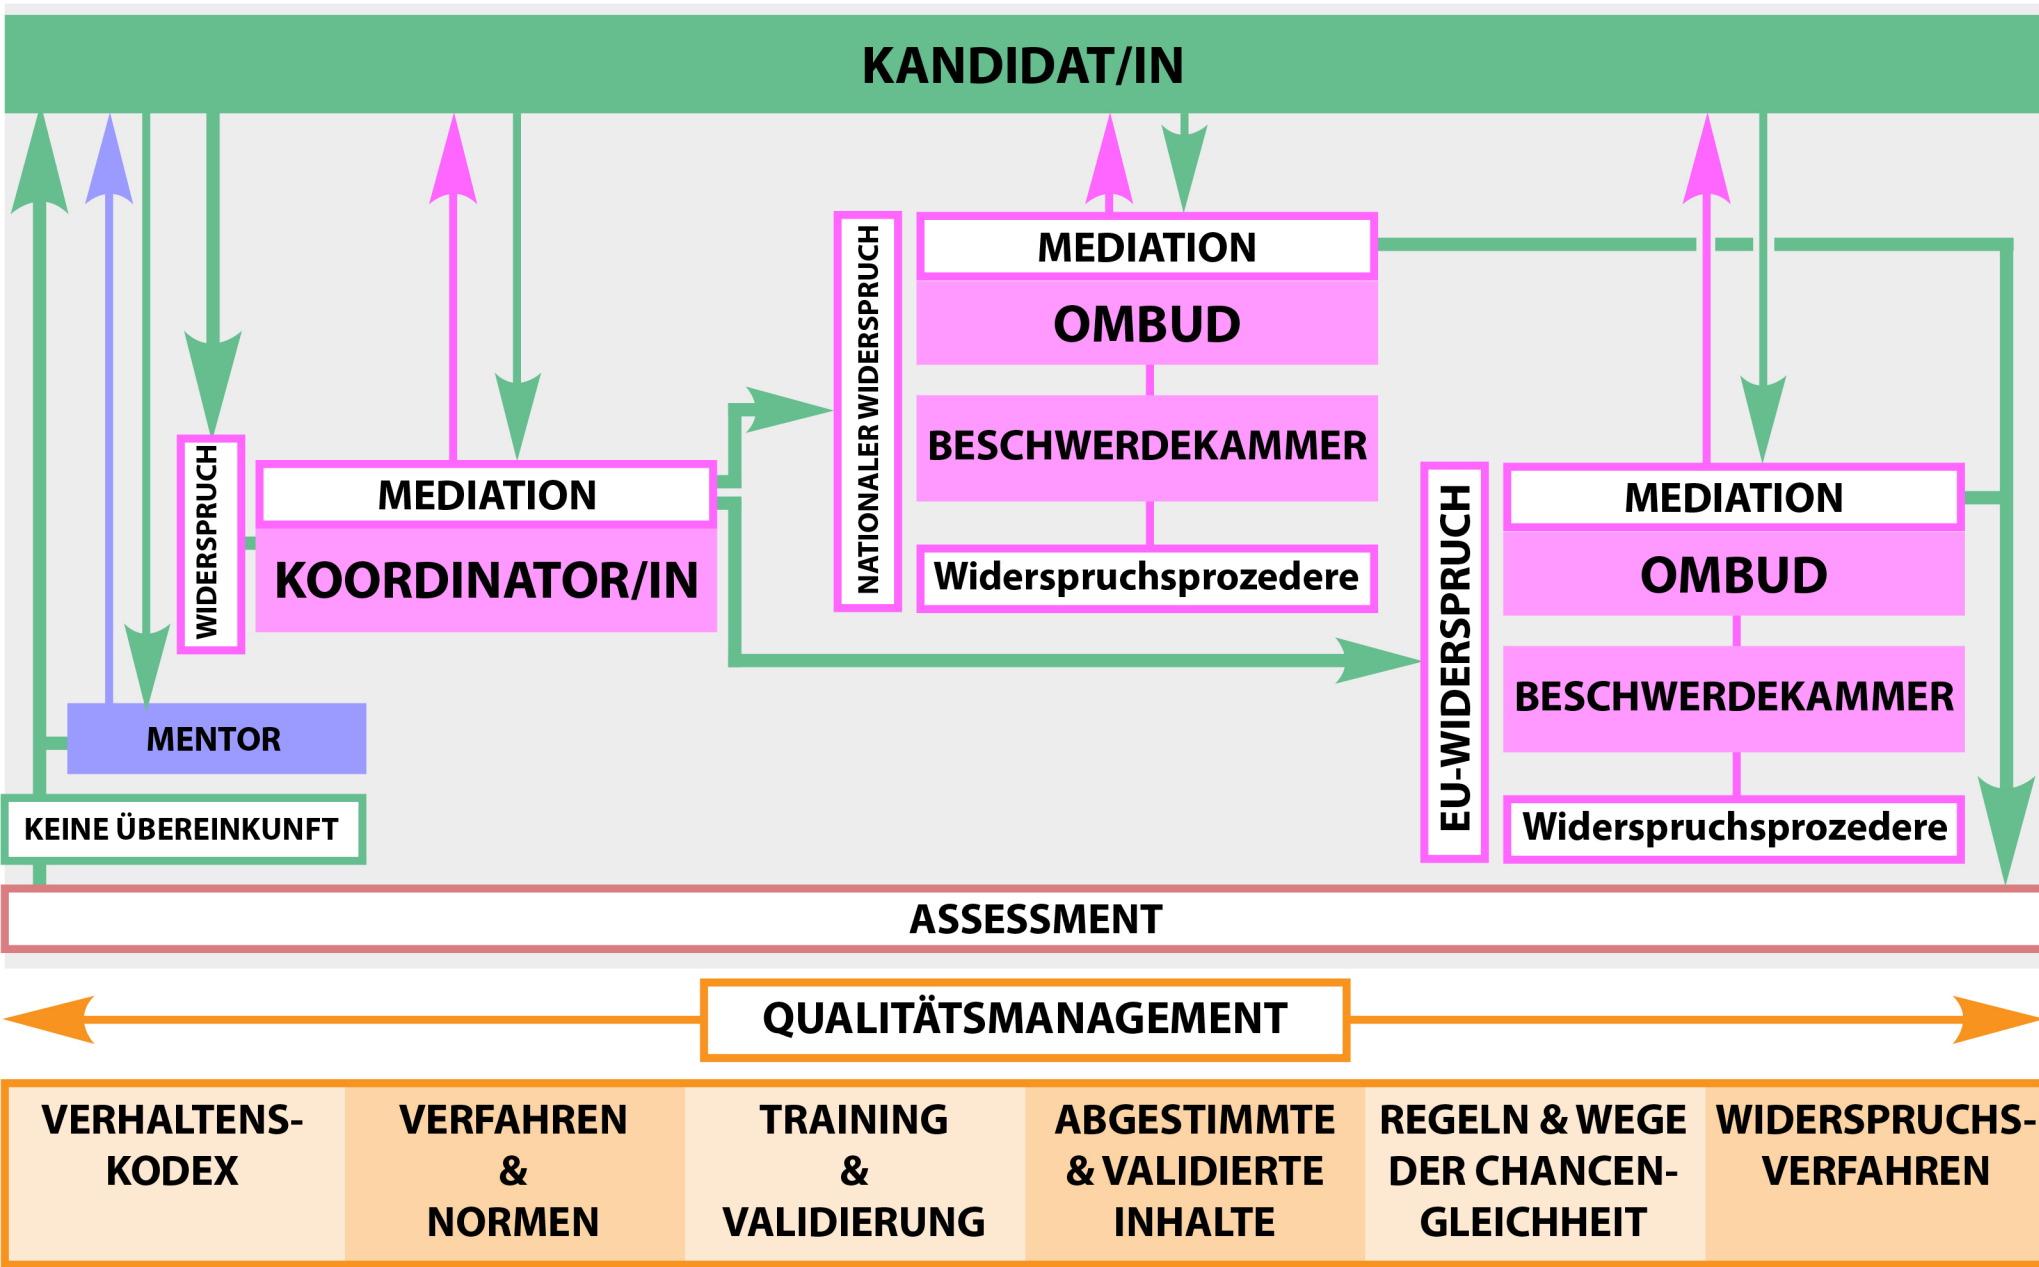 KANDIDAT/IN
WIDERSPRUCH
MEDIATION
KOORDINATOR/IN
NATIONALER WIDERSPRUCH
MEDIATION
OMBUD
BESCHWERDEKAMMER
Widerspruchsprozedere
EU-WIDERSPRUCH
MEDIATION
OMBUD
BESCHWERDEKAMMER
Widerspruchsprozedere
MENTOR
KEINE ÜBEREINKUNFT
ASSESSMENT
QUALITÄTSMANAGEMENT
VERHALTENS-
KODEX
VERFAHREN
&
NORMEN
TRAINING
&
VALIDIERUNG
ABGESTIMMTE
& VALIDIERTE
INHALTE
REGELN & WEGE
DER CHANCEN-
GLEICHHEIT
WIDERSPRUCHS-
VERFAHREN